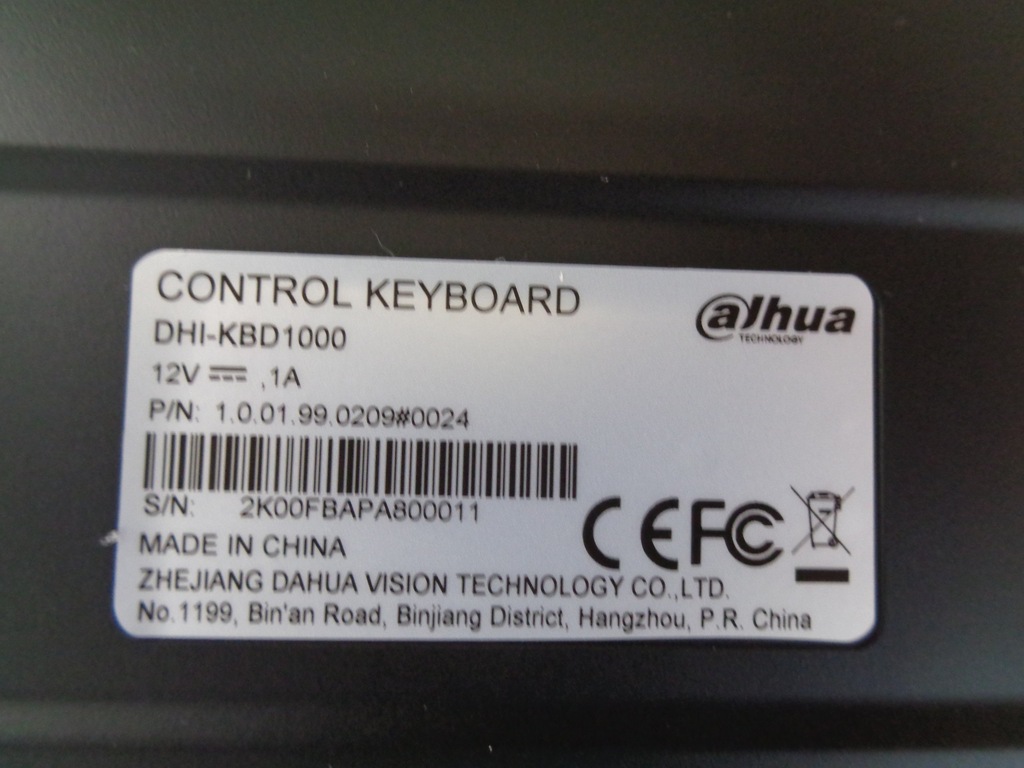 CONTROL KEYBOARD
alhua
TECHNOLOGY
DHI-KBD1000
12V ⎓ ,1A
P/N: 1.0.01.99.0209#0024
S/N: 2K00FBAPA800011
CE FC
MADE IN CHINA
ZHEJIANG DAHUA VISION TECHNOLOGY CO.,LTD.
No.1199, Bin'an Road, Binjiang District, Hangzhou, P.R. China